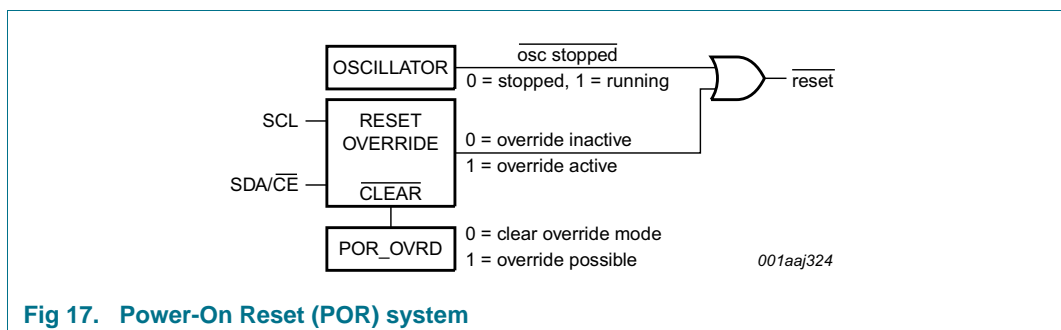 osc stopped
OSCILLATOR
0 = stopped, 1 = running
reset
SCL
RESET
OVERRIDE
0 = override inactive
1 = override active
SDA/CE
CLEAR
POR_OVRD
0 = clear override mode
1 = override possible
001aaj324
Fig 17. Power-On Reset (POR) system